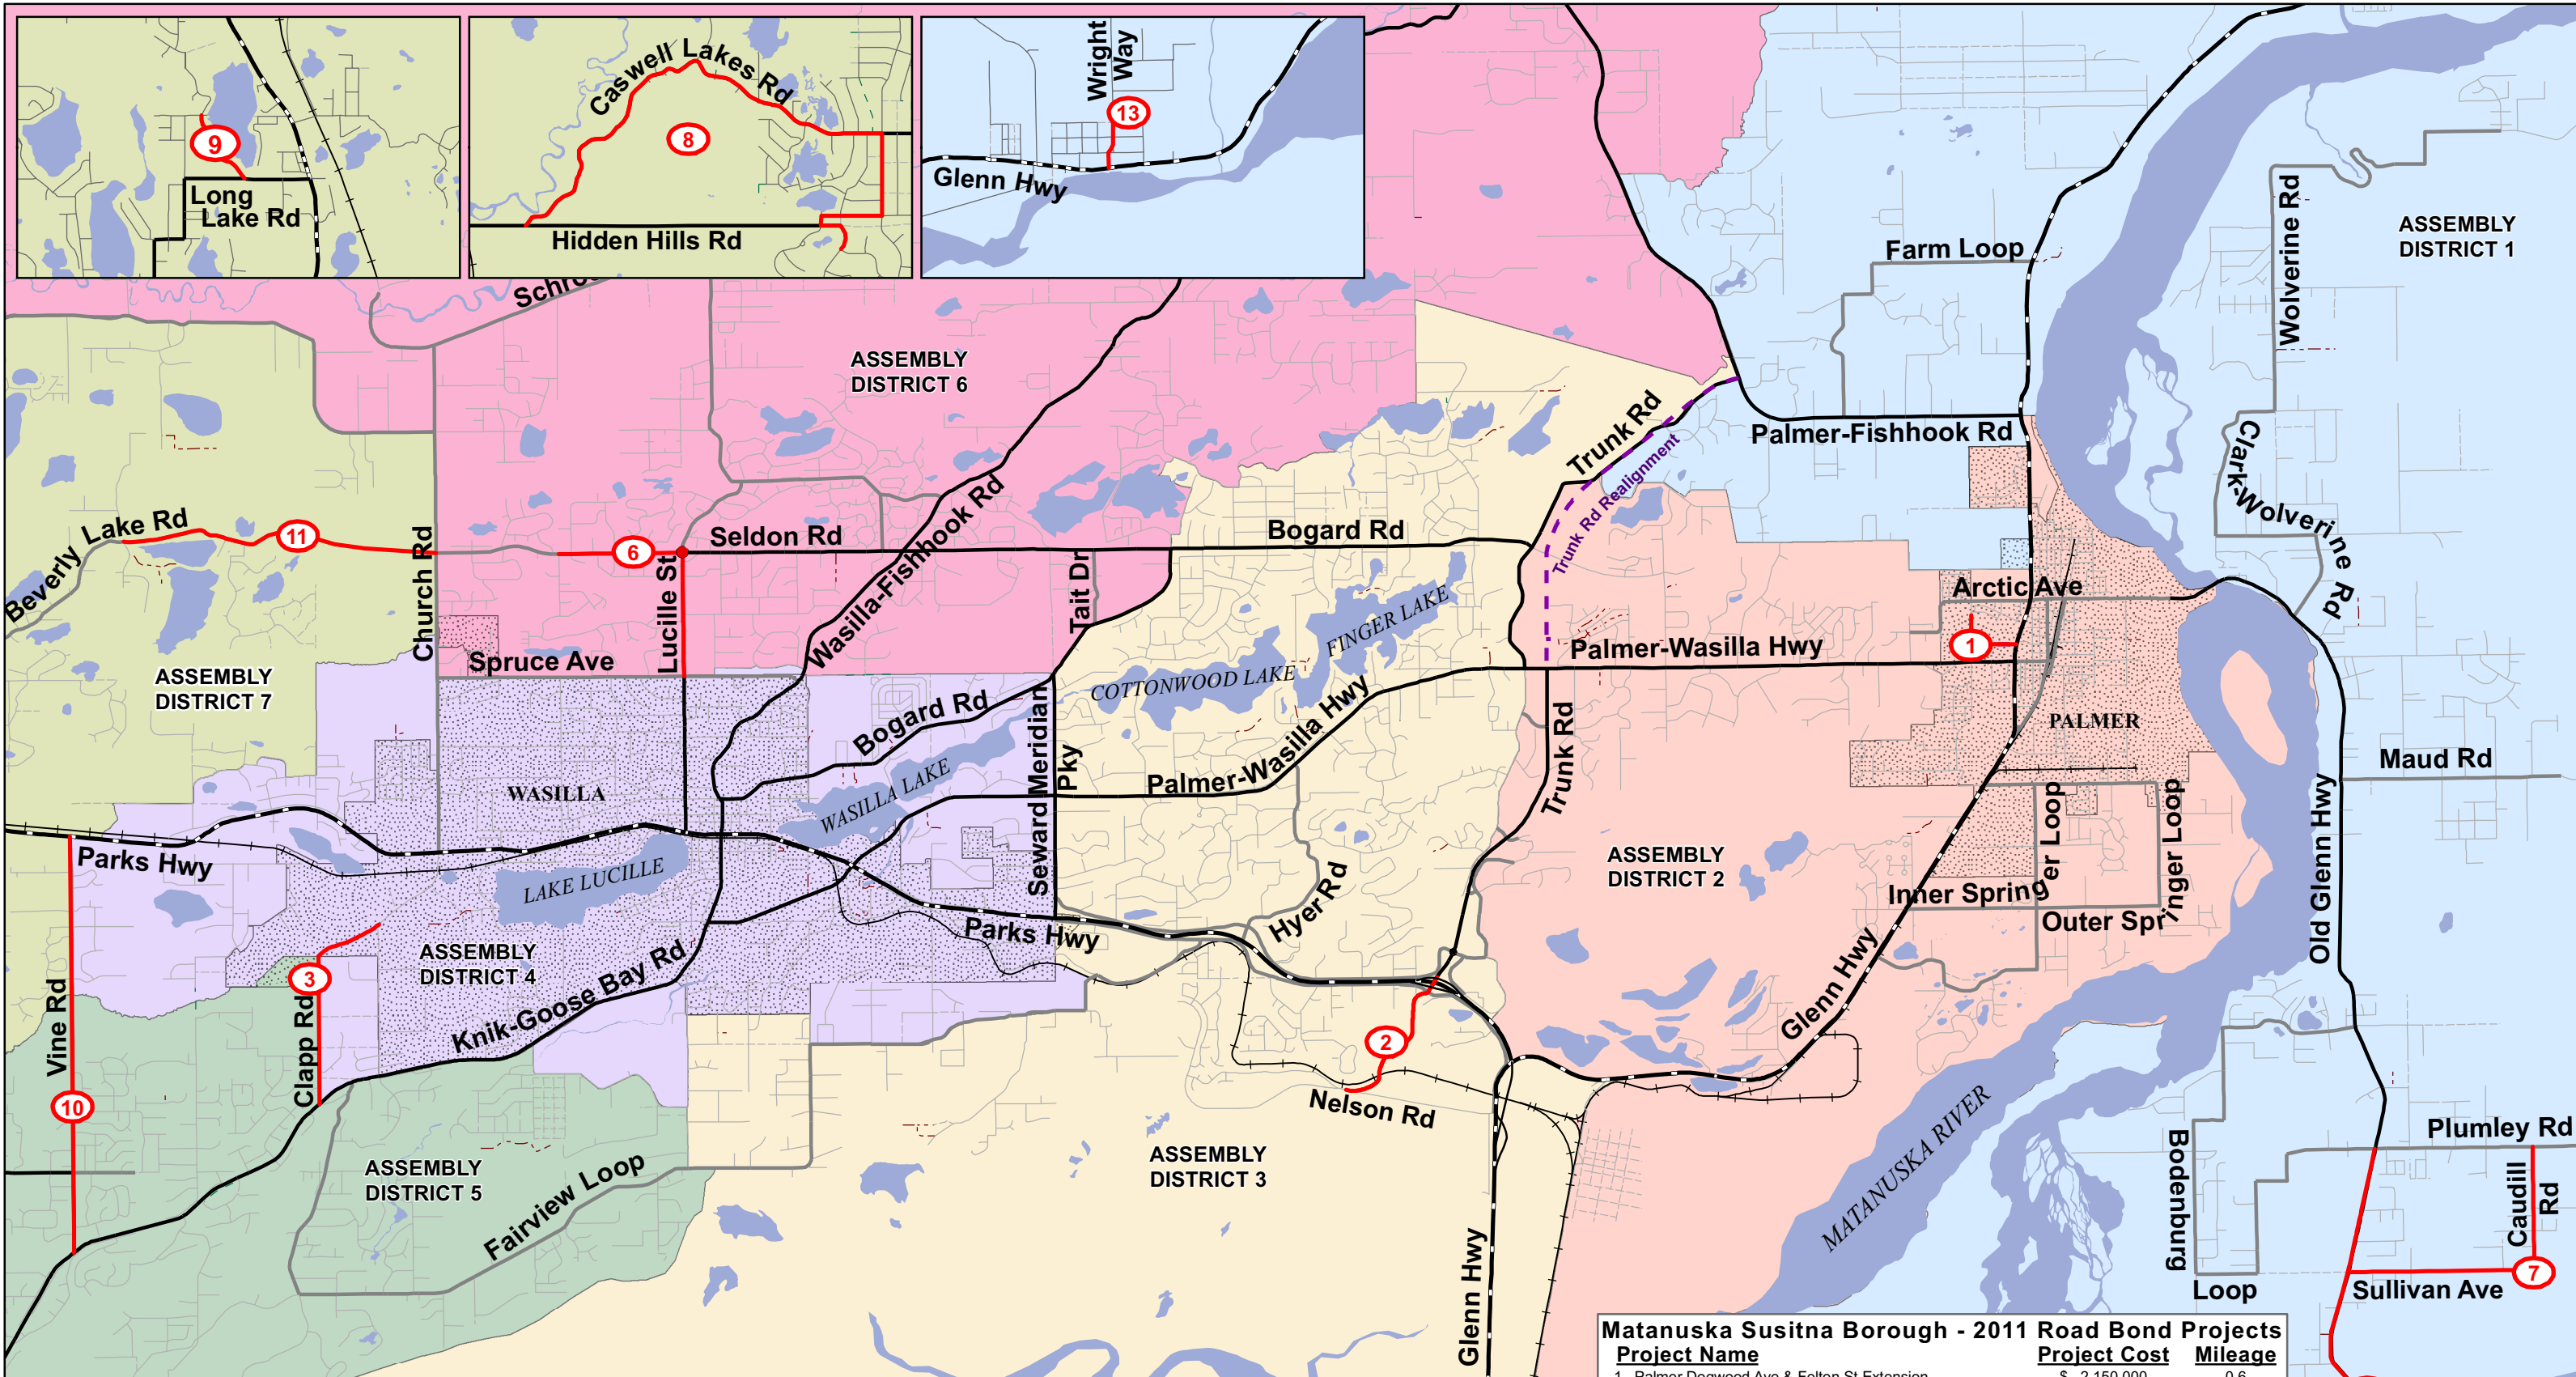 9
Long
Lake Rd
Caswell Lakes Rd
8
Hidden Hills Rd
Wright
Way
13
Glenn Hwy
ASSEMBLY
DISTRICT 1
Wolverine Rd
Farm Loop
ASSEMBLY
DISTRICT 6
Trunk Rd
Trunk Rd Realignment
Palmer-Fishhook Rd
Clark-Wolverine Rd
Beverly Lake Rd
11
Church Rd
6
Seldon Rd
Lucille St
Wasilla-Fishhook Rd
Tait Dr
Bogard Rd
FINGER LAKE
COTTONWOOD LAKE
Arctic Ave
1
Palmer-Wasilla Hwy
Spruce Ave
ASSEMBLY
DISTRICT 7
Bogard Rd
WASILLA
WASILLA LAKE
Seward Meridian
Pky
Palmer-Wasilla Hwy
Trunk Rd
PALMER
Maud Rd
Old Glenn Hwy
Parks Hwy
LAKE LUCILLE
Hyer Rd
ASSEMBLY
DISTRICT 2
Inner Springer Loop
Outer Springer Loop
Parks Hwy
ASSEMBLY
DISTRICT 4
3
Clapp Rd
Knik-Goose Bay Rd
Vine Rd
10
2
Nelson Rd
Glenn Hwy
MATANUSKA RIVER
ASSEMBLY
DISTRICT 5
Fairview Loop
ASSEMBLY
DISTRICT 3
Glenn Hwy
Bodenburg
Loop
Plumley Rd
Caudill
Rd
7
Sullivan Ave
Matanuska Susitna Borough - 2011 Road Bond Projects
Project Name Project Cost Mileage